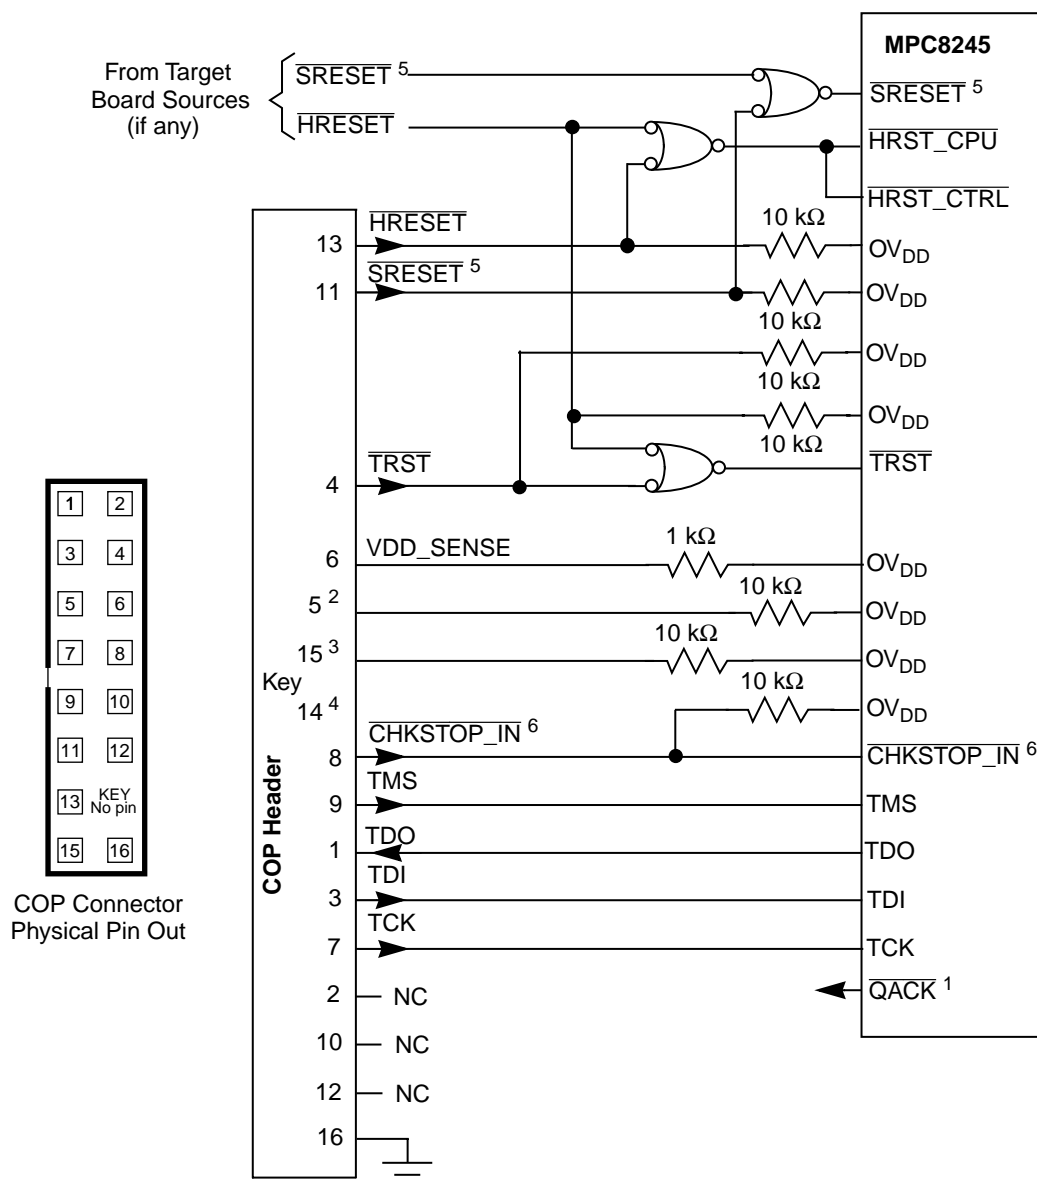 MPC8245
From Target
Board Sources
(if any)
SRESET 5
HRESET
SRESET 5
HRST_CPU
HRST_CTRL
13
HRESET
10 kΩ
OVDD
11
SRESET 5
10 kΩ
OVDD
10 kΩ
OVDD
10 kΩ
OVDD
4
TRST
TRST
6
VDD_SENSE
1 kΩ
OVDD
5 2
10 kΩ
OVDD
15 3
10 kΩ
OVDD
Key
14 4
10 kΩ
OVDD
8
CHKSTOP_IN 6
CHKSTOP_IN 6
9
TMS
TMS
1
TDO
TDO
3
TDI
TDI
7
TCK
TCK
QACK 1
2
NC
10
NC
12
NC
16
COP Header
1 2
3 4
5 6
7 8
9 10
11 12
13 KEY
No pin
15 16
COP Connector
Physical Pin Out